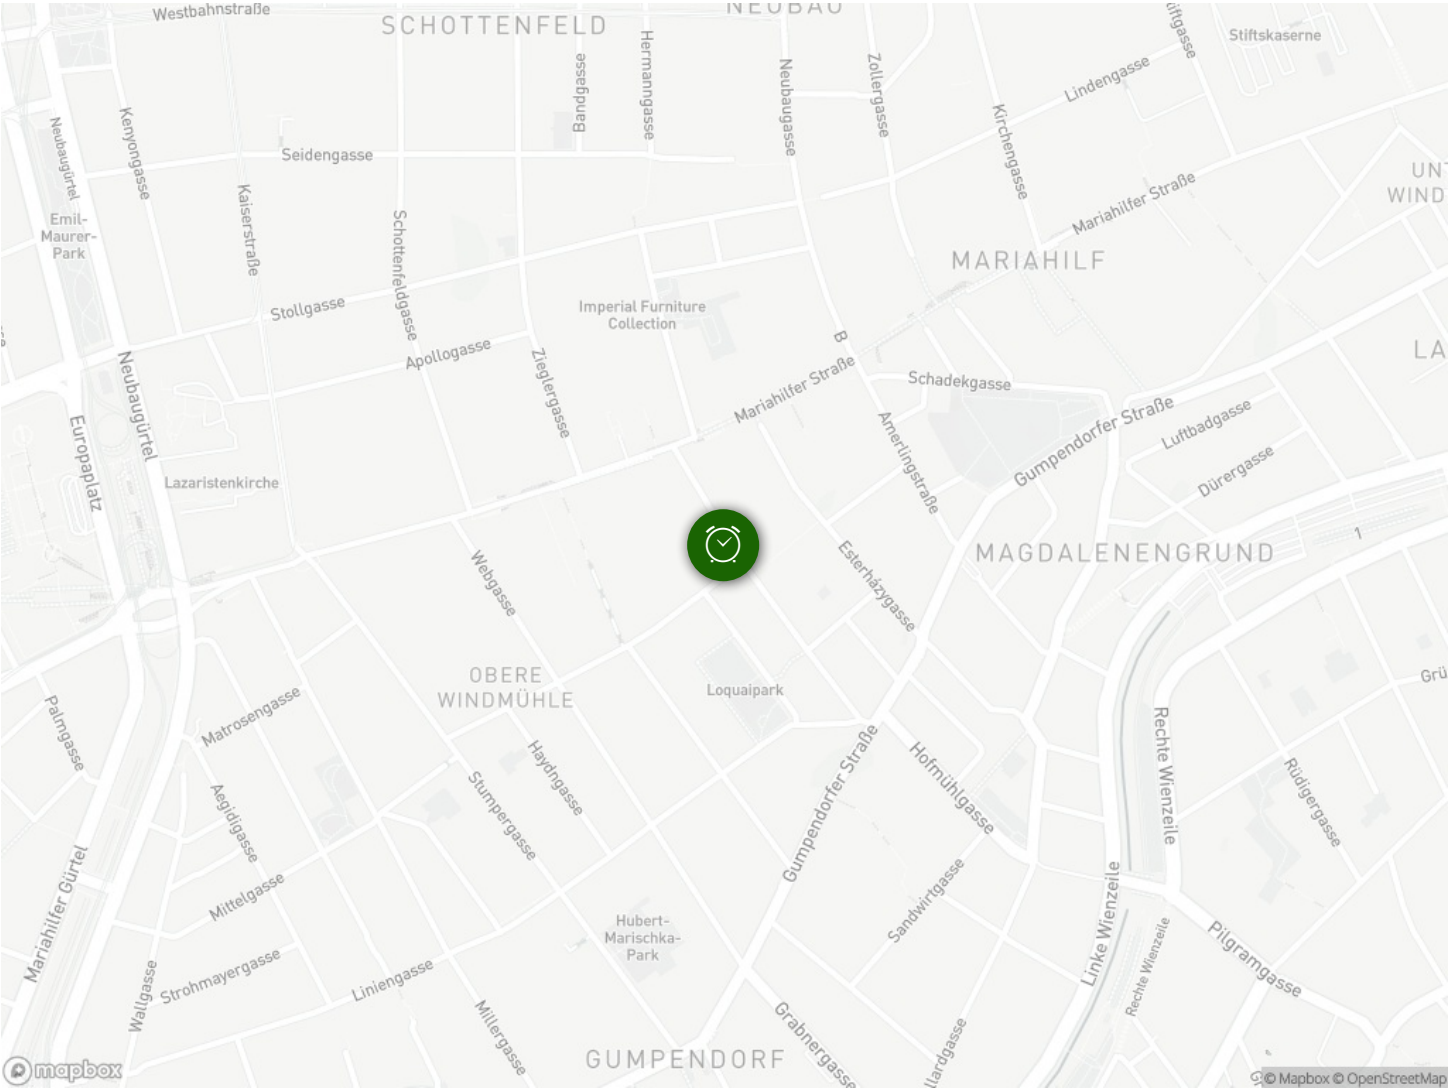 Westbahnstraße
SCHOTTENFELD
NEUBAU
Stiftskaserne
Hermanngasse
Bandgasse
Neubaugasse
Zollergasse
Lindengasse
Kirchengasse
Kenyongasse
Neubaugürtel
Seidengasse
Kaiserstraße
Schottenfeldgasse
Mariahilfer Straße
Emil-
Maurer-
Park
MARIAHILF
Imperial Furniture
Collection
Stollgasse
Apollogasse
Zieglergasse
B
Mariahilfer Straße
Schadekgasse
LA
Neubaugürtel
Europaplatz
Amerlingstraße
Gumpendorfer Straße
Luftbadgasse
Dürergasse
Lazaristenkirche
1
MAGDALENENGRUND
Webgasse
Esterházygasse
OBERE
WINDMÜHLE
Loquaipark
Palmgasse
Matrosengasse
Haydngasse
Stumpergasse
Aegidigasse
Gumpendorfer Straße
Hofmühlgasse
Rechte Wienzeile
Rüdigergasse
Grü
Mariahilfer Gürtel
Mittelgasse
Hubert-
Marischka-
Park
Sandwirtgasse
Linke Wienzeile
Rechte Wienzeile
Pilgramgasse
Wallgasse
Strohmayergasse
Liniengasse
Millergasse
GUMPENDORF
Grabnergasse
llardgasse
mapbox
© Mapbox © OpenStreetMap